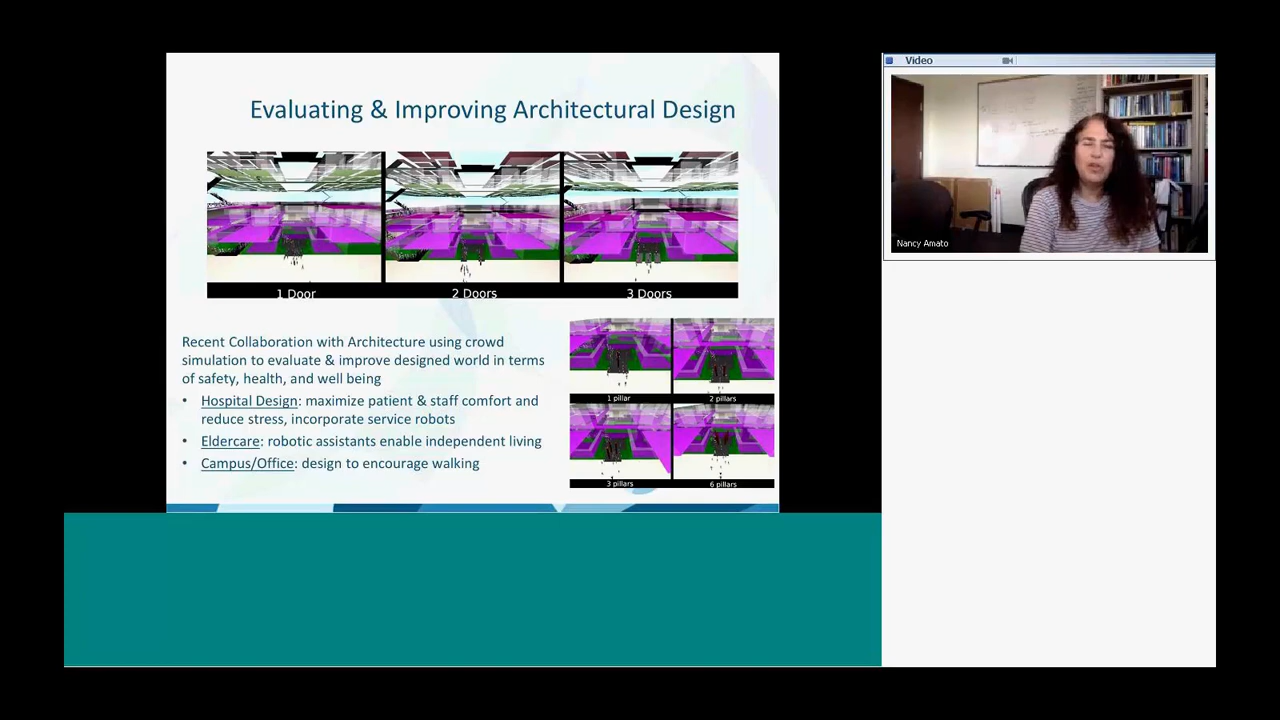 Evaluating & Improving Architectural Design
1 Door
2 Doors
3 Doors
Recent Collaboration with Architecture using crowd
simulation to evaluate & improve designed world in terms
of safety, health, and well being
• Hospital Design: maximize patient & staff comfort and
reduce stress, incorporate service robots
• Eldercare: robotic assistants enable independent living
• Campus/Office: design to encourage walking
1 pillar
2 pillars
3 pillars
6 pillars
Video
Nancy Amato